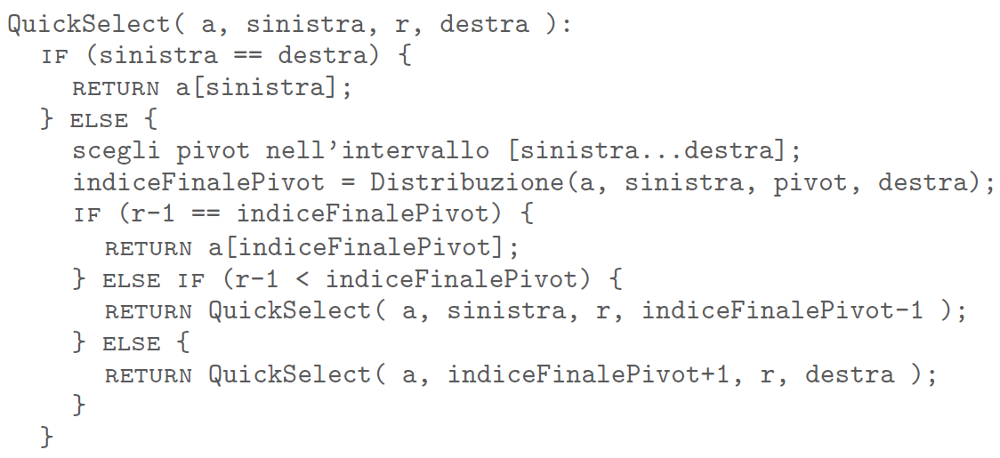 QuickSelect( a, sinistra, r, destra ):
IF (sinistra == destra) {
RETURN a[sinistra];
} ELSE {
scegli pivot nell'intervallo [sinistra...destra];
indiceFinalePivot = Distribuzione(a, sinistra, pivot, destra);
IF (r-1 == indiceFinalePivot) {
RETURN a[indiceFinalePivot];
} ELSE IF (r-1 < indiceFinalePivot) {
RETURN QuickSelect( a, sinistra, r, indiceFinalePivot-1 );
} ELSE {
RETURN QuickSelect( a, indiceFinalePivot+1, r, destra );
}
}